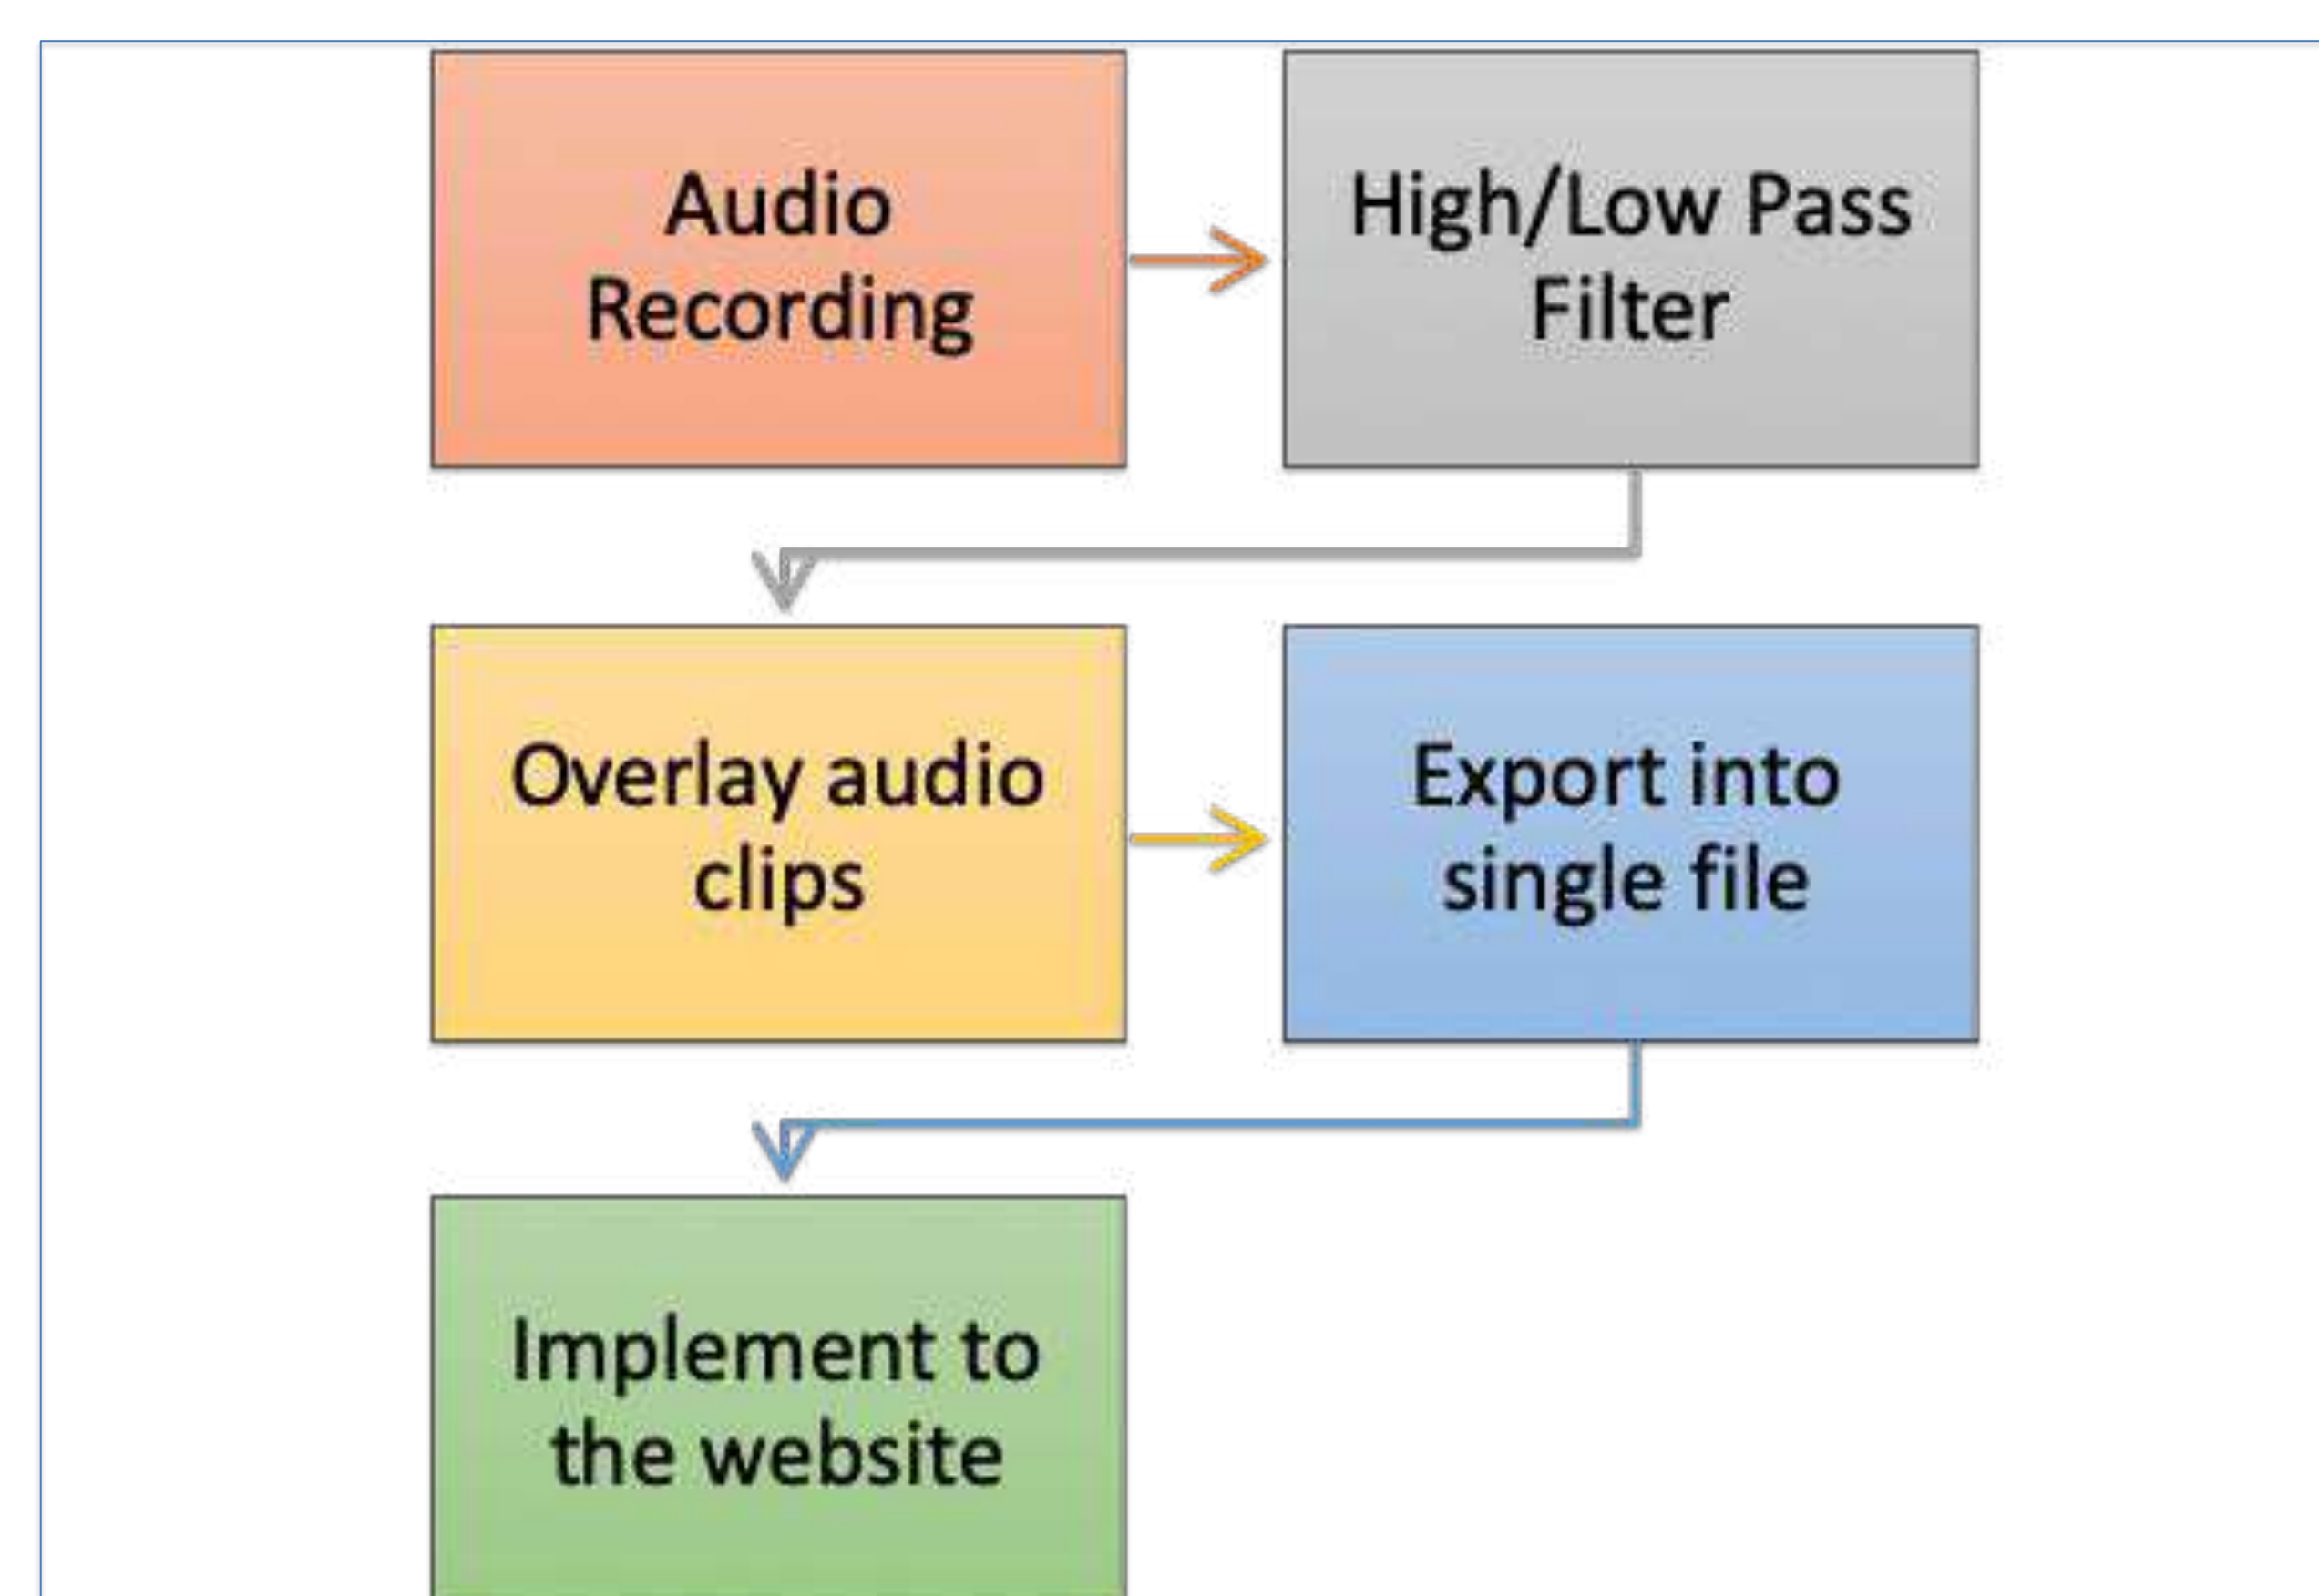 Audio
Recording
High/Low Pass
Filter
Overlay audio
clips
Export into
single file
Implement to
the website